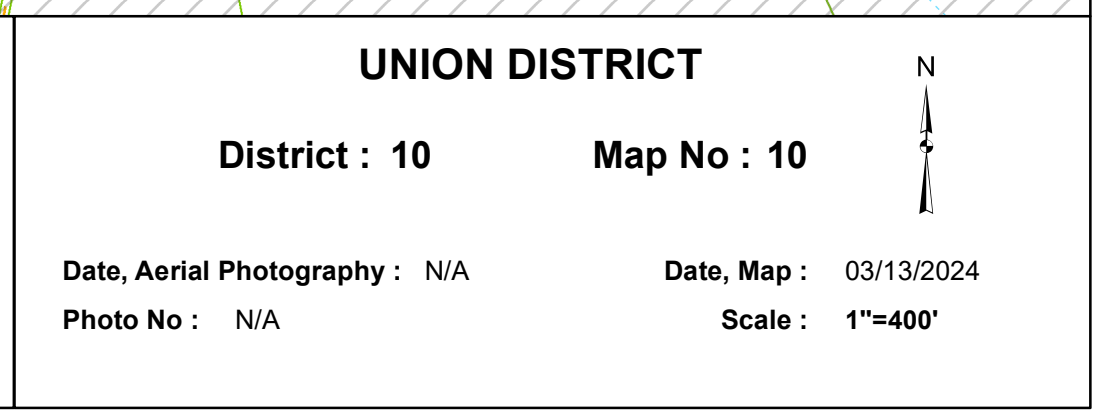 UNION DISTRICT
N
District : 10 Map No : 10
Date, Aerial Photography : N/A Date, Map : 03/13/2024
Photo No : N/A Scale : 1"=400'